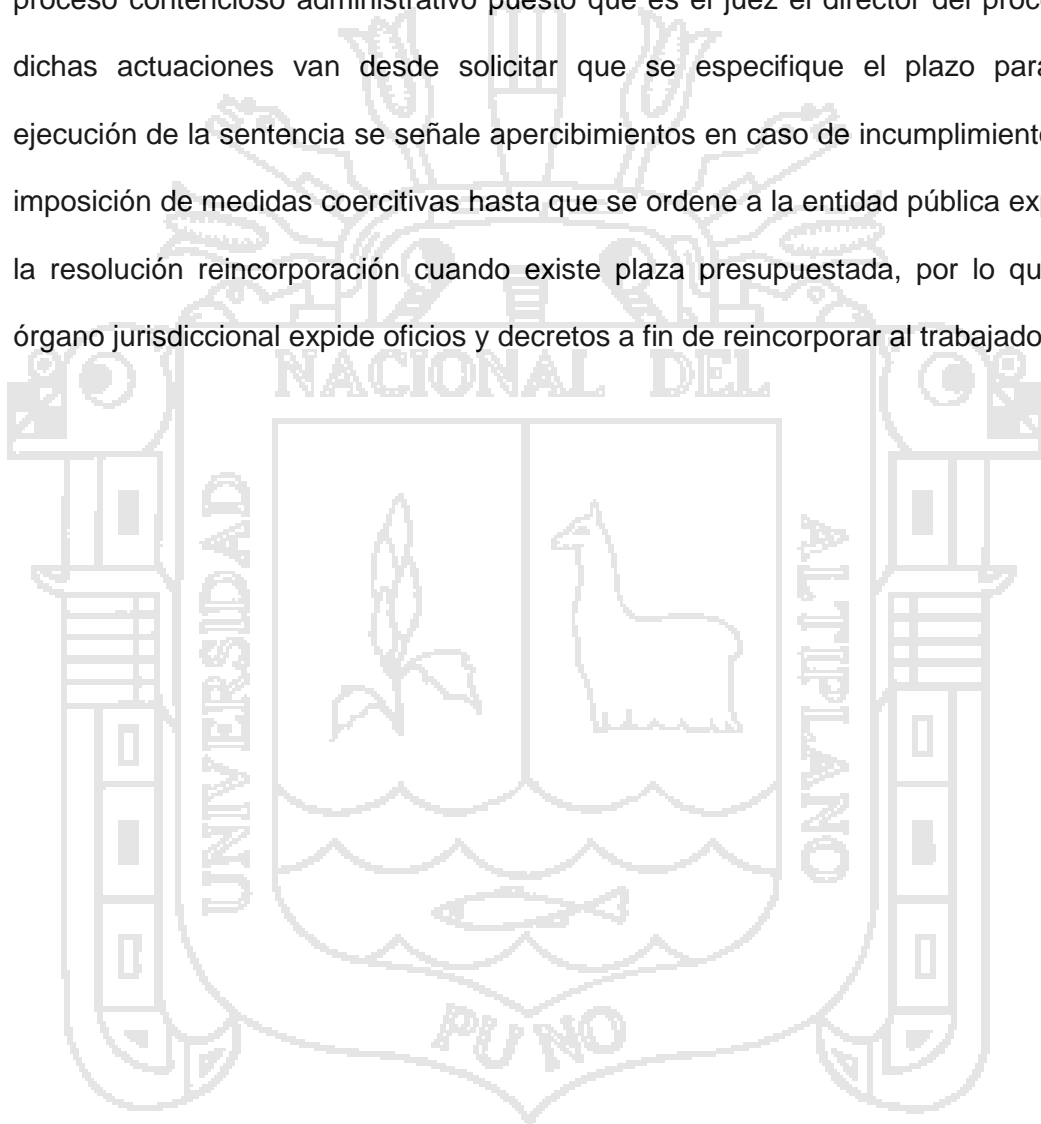 proceso contencioso administrativo puesto que es el juez el director del proc
dichas actuaciones van desde solicitar que se especifique el plazo para
ejecución de la sentencia se señale apercibimientos en caso de incumplimiento
imposición de medidas coercitivas hasta que se ordene a la entidad pública exp
la resolución reincorporación cuando existe plaza presupuestada, por lo qu
órgano jurisdiccional expide oficios y decretos a fin de reincorporar al trabajado
NACIONAL DEL
UNIVERSIDAD
ALTIPLANO
PUNO